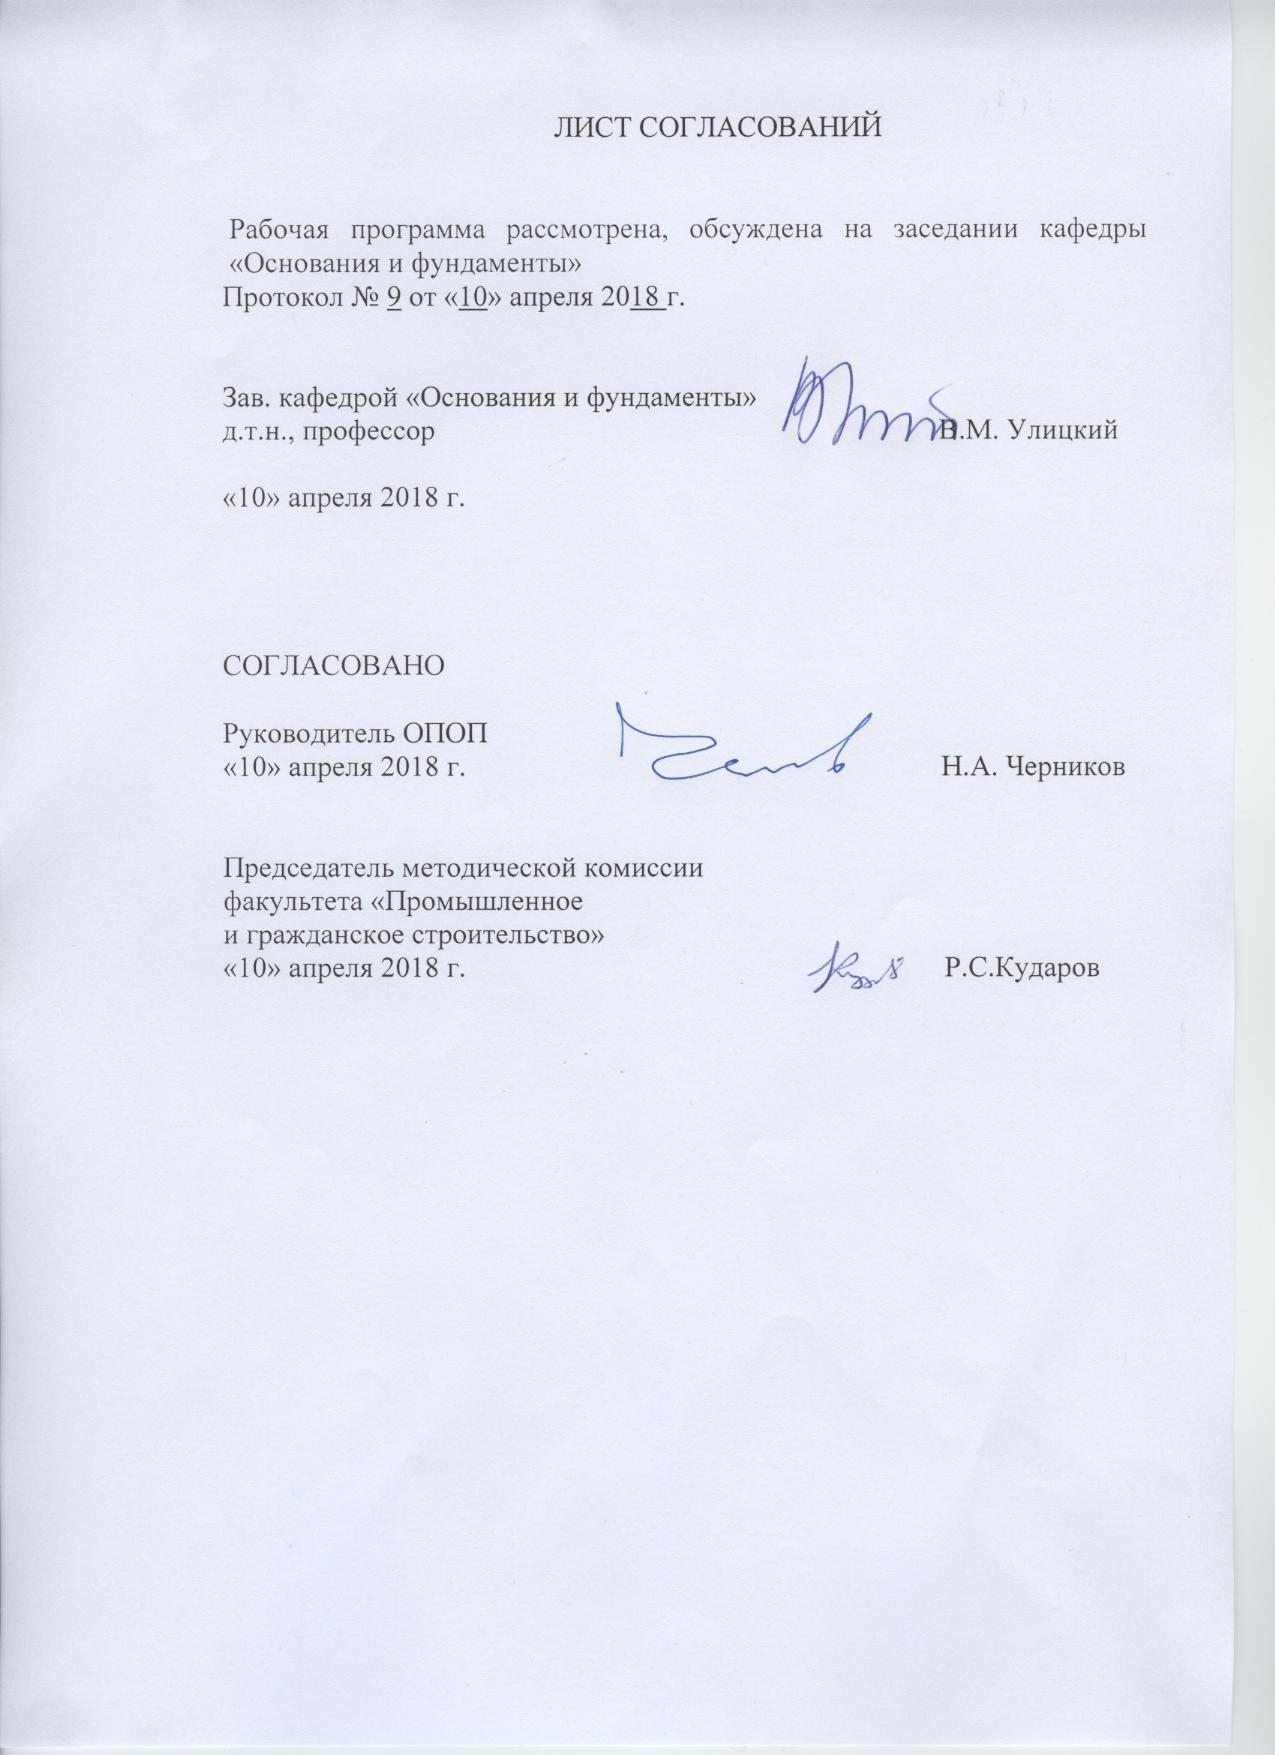 ЛИСТ СОГЛАСОВАНИЙ
Рабочая программа рассмотрена, обсуждена на заседании кафедры
«Основания и фундаменты»
Протокол № 9 от «10» апреля 2018 г.
Зав. кафедрой «Основания и фундаменты»
д.т.н., профессор В.М. Улицкий
«10» апреля 2018 г.
СОГЛАСОВАНО
Руководитель ОПОП
«10» апреля 2018 г. Н.А. Черников
Председатель методической комиссии
факультета «Промышленное
и гражданское строительство»
«10» апреля 2018 г. Р.С.Кударов